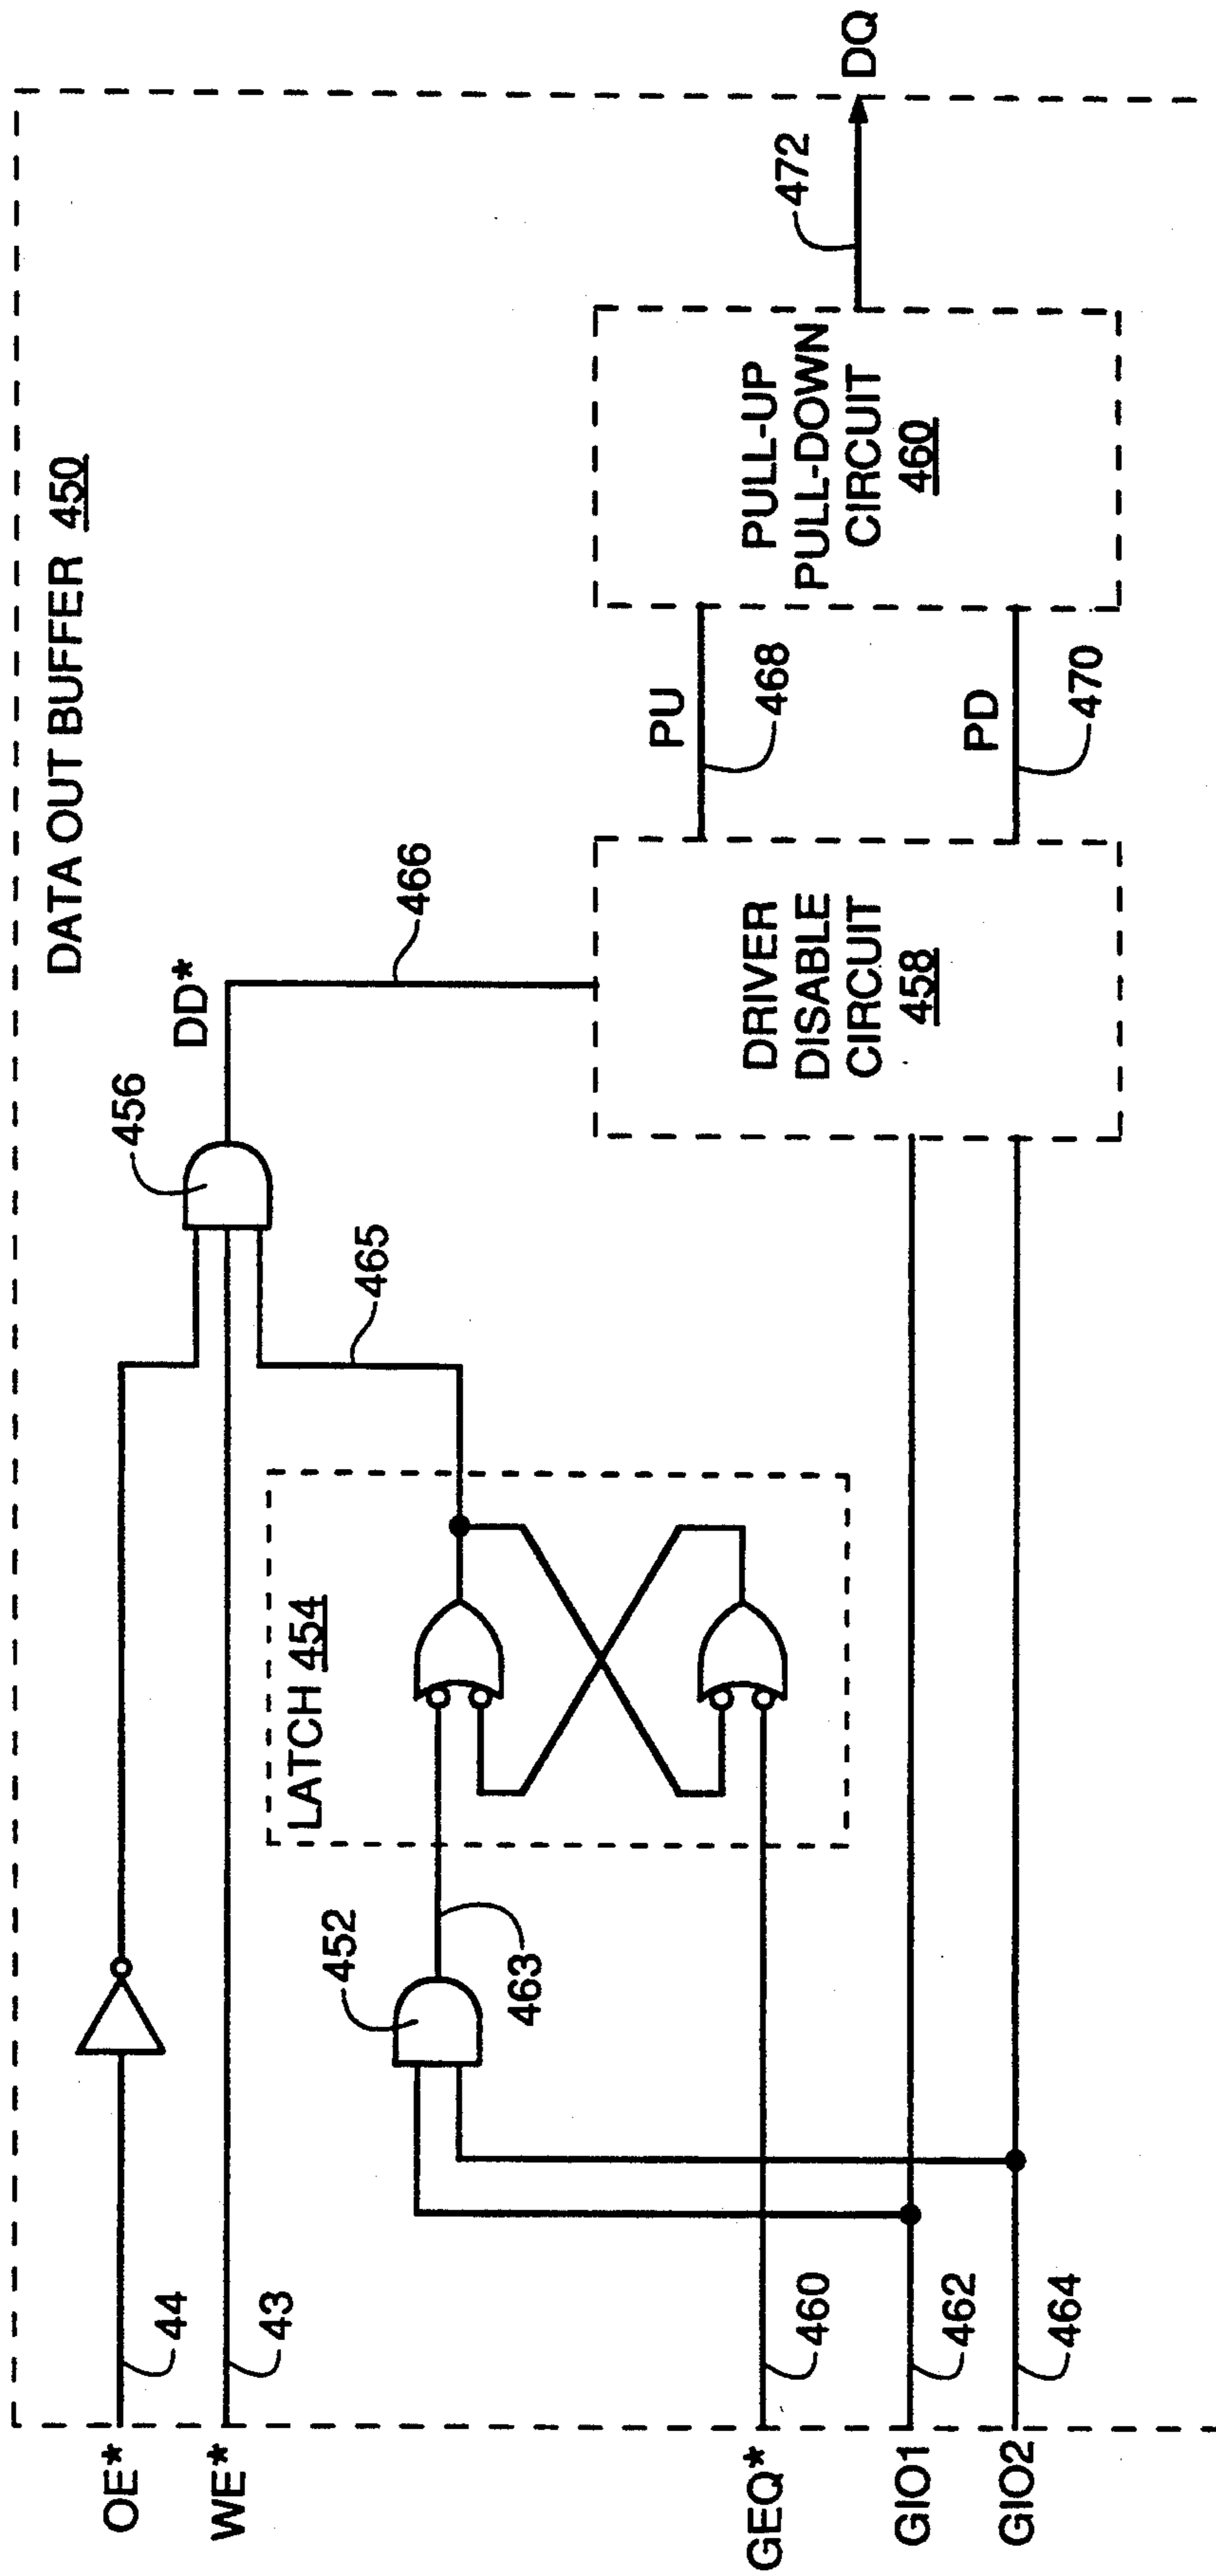 DATA OUT BUFFER 450
OE*
44
WE*
43
456
DD*
466
465
LATCH 454
452
463
GEQ*
460
GIO1
462
GIO2
464
DRIVER
DISABLE
CIRCUIT
458
PU
468
PD
470
PULL-UP
PULL-DOWN
CIRCUIT
460
472
DQ